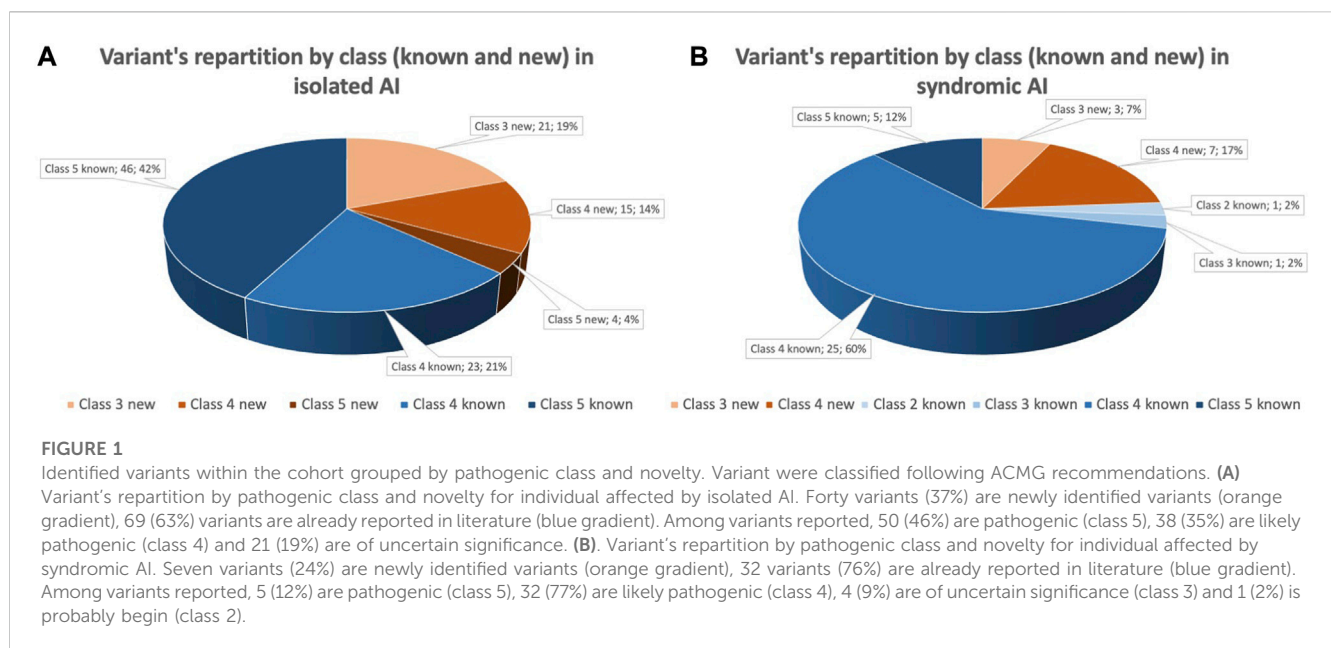 A
Variant's repartition by class (known and new) in
isolated AI
Class 3 new; 21; 19%
Class 5 known; 46; 42%
Class 4 new; 15; 14%
Class 5 new; 4; 4%
Class 4 known; 23; 21%
Class 3 new Class 4 new Class 5 new Class 4 known Class 5 known
B
Variant's repartition by class (known and new) in
syndromic AI
Class 5 known; 5; 12%
Class 3 new; 3; 7%
Class 4 new; 7; 17%
Class 2 known; 1; 2%
Class 3 known; 1; 2%
Class 4 known; 25; 60%
Class 3 new Class 4 new Class 2 known Class 3 known Class 4 known Class 5 known
FIGURE 1
Identified variants within the cohort grouped by pathogenic class and novelty. Variant were classified following ACMG recommendations. (A)
Variant's repartition by pathogenic class and novelty for individual affected by isolated AI. Forty variants (37%) are newly identified variants (orange
gradient), 69 (63%) variants are already reported in literature (blue gradient). Among variants reported, 50 (46%) are pathogenic (class 5), 38 (35%) are likely
pathogenic (class 4) and 21 (19%) are of uncertain significance. (B). Variant's repartition by pathogenic class and novelty for individual affected by
syndromic AI. Seven variants (24%) are newly identified variants (orange gradient), 32 variants (76%) are already reported in literature (blue gradient).
Among variants reported, 5 (12%) are pathogenic (class 5), 32 (77%) are likely pathogenic (class 4), 4 (9%) are of uncertain significance (class 3) and 1 (2%) is
probably begin (class 2).